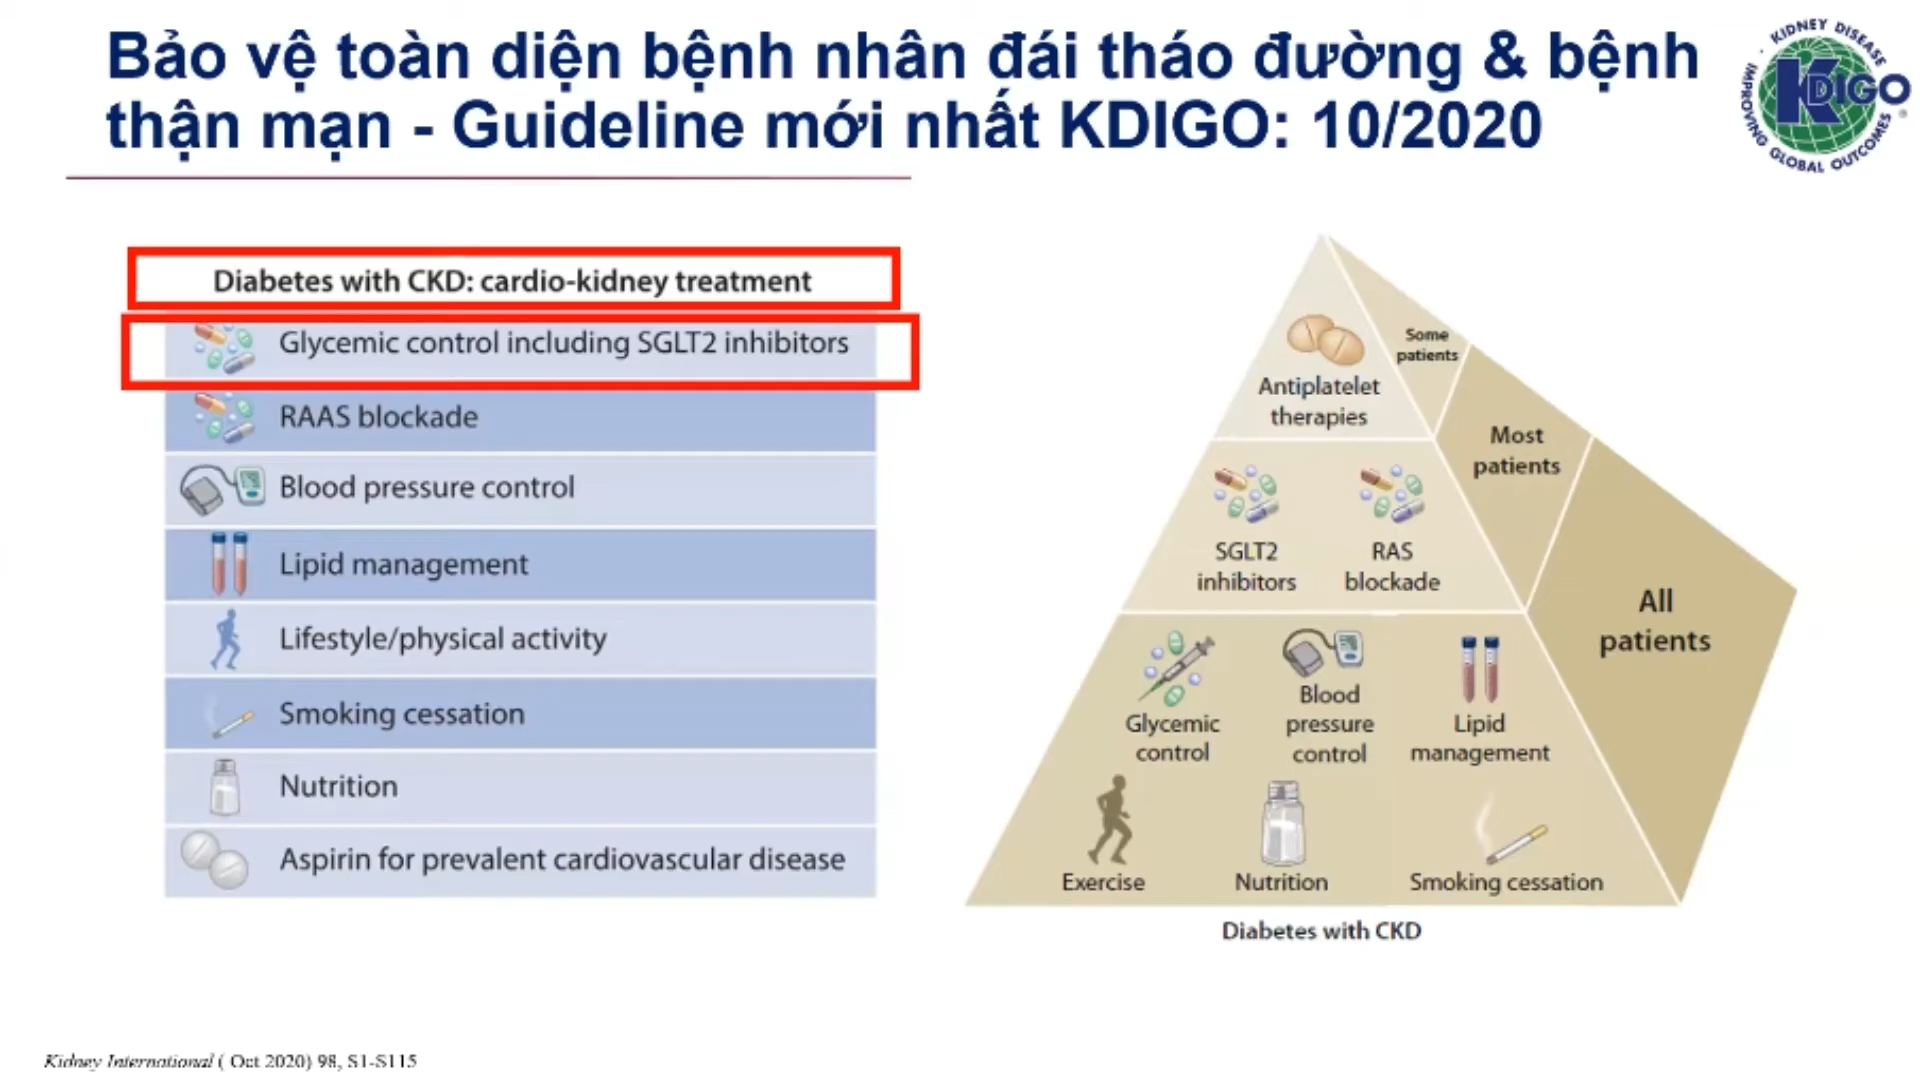 Bảo vệ toàn diện bệnh nhân đái tháo đường & bệnh
thận mạn - Guideline mới nhất KDIGO: 10/2020
KIDNEY DISEASE
IMPROVING GLOBAL OUTCOMES
KDIGO
®
Diabetes with CKD: cardio-kidney treatment
Glycemic control including SGLT2 inhibitors
RAAS blockade
Blood pressure control
Lipid management
Lifestyle/physical activity
Smoking cessation
Nutrition
Aspirin for prevalent cardiovascular disease
Some
patients
Antiplatelet
therapies
Most
patients
SGLT2
inhibitors
RAS
blockade
All
patients
Glycemic
control
Blood
pressure
control
Lipid
management
Exercise
Nutrition
Smoking cessation
Diabetes with CKD
Kidney International ( Oct 2020) 98, S1-S115